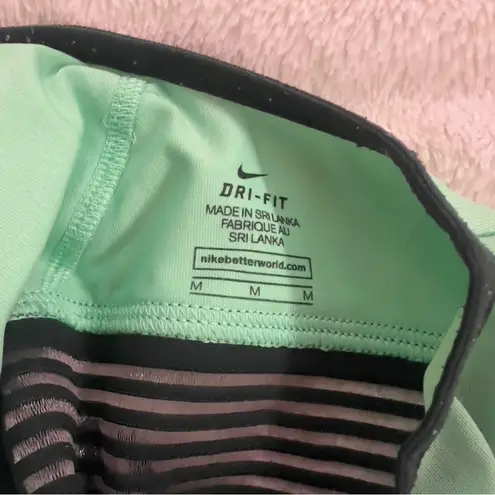 DRI-FIT
MADE IN SRI LANKA
FABRIQUE AU
SRI LANKA
nikebetterworld.com
M M M